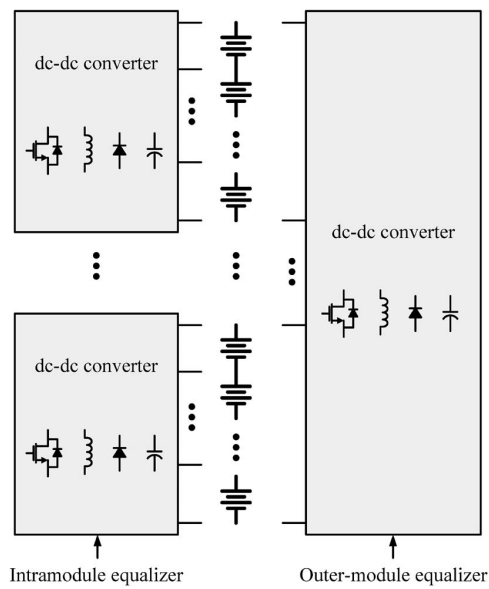 dc-dc converter
dc-dc converter
dc-dc converter
Intramodule equalizer
Outer-module equalizer